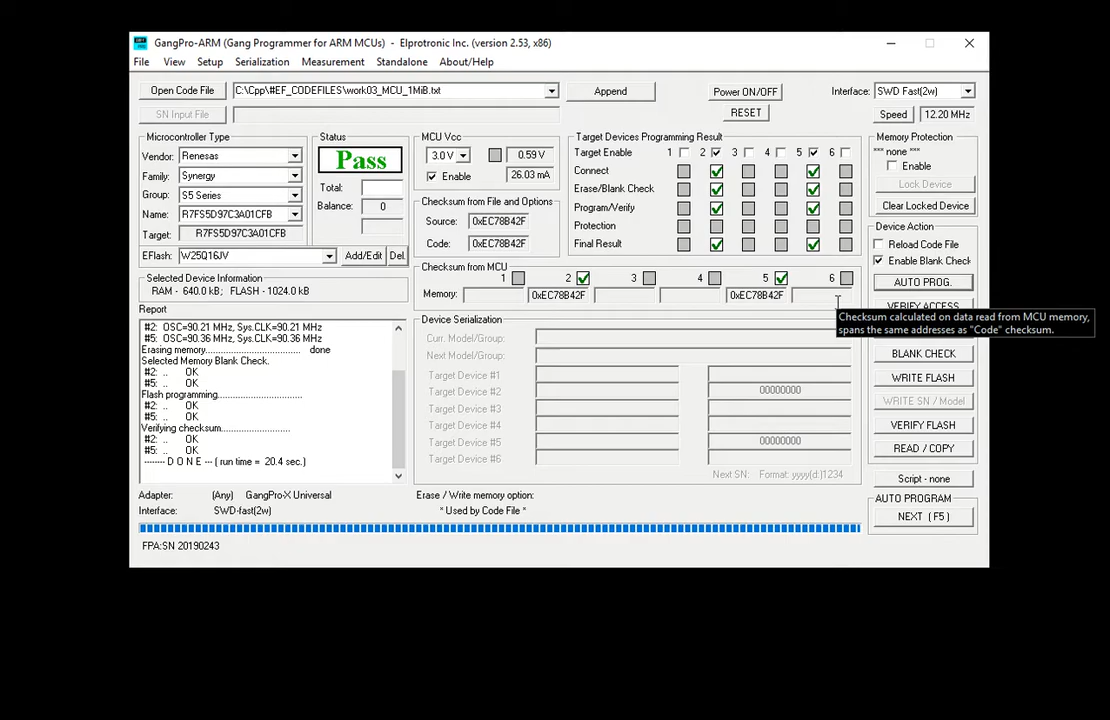 GangPro-ARM (Gang Programmer for ARM MCUs) - Elprotronic Inc. (version 2.53, x86)
File View Setup Serialization Measurement Standalone About/Help
Open Code File C:\Cpp\#EF_CODEFILES\work03_MCU_1MiB.txt Append Power ON/OFF Interface: SWD Fast(2w)
SN Input File RESET Speed 12.20 MHz
Microcontroller Type
Vendor: Renesas
Family: Synergy
Group: S5 Series
Name: R7FS5D97C3A01CFB
Target: R7FS5D97C3A01CFB
EFlash: W25Q16JV Add/Edit Del.
Status
Pass
Total:
Balance: 0
MCU Vcc
3.0 V 0.59 V
Enable 26.03 mA
Checksum from File and Options
Source: 0xEC78B42F
Code: 0xEC78B42F
Target Devices Programming Result
Target Enable 1 2 3 4 5 6
Connect
Erase/Blank Check
Program/Verify
Protection
Final Result
Memory Protection
*** none ***
Enable
Lock Device
Clear Locked Device
Device Action
Reload Code File
Enable Blank Check
AUTO PROG.
VERIFY ACCESS
BLANK CHECK
WRITE FLASH
WRITE SN / Model
VERIFY FLASH
READ / COPY
Script - none
AUTO PROGRAM
NEXT ( F5 )
Checksum from MCU
1 2 3 4 5 6
Memory: 0xEC78B42F 0xEC78B42F
Checksum calculated on data read from MCU memory,
spans the same addresses as "Code" checksum.
Selected Device Information
RAM - 640.0 kB; FLASH - 1024.0 kB
Report
#2: OSC=90.21 MHz, Sys.CLK=90.21 MHz
#5: OSC=90.36 MHz, Sys.CLK=90.36 MHz
Erasing memory.................................. done
Selected Memory Blank Check.
#2: .. OK
#5: .. OK
Flash programming..............................
#2: .. OK
#5: .. OK
Verifying checksum.........................
#2: .. OK
#5: .. OK
------- D O N E --- ( run time = 20.4 sec.)
Device Serialization
Curr. Model/Group:
Next Model/Group:
Target Device #1
Target Device #2 00000000
Target Device #3
Target Device #4
Target Device #5 00000000
Target Device #6
Next SN: Format: yyyy(d:)1234
Adapter: (Any) GangPro-X Universal
Interface: SWD-fast(2w)
Erase / Write memory option:
* Used by Code File *
FPA:SN 20190243